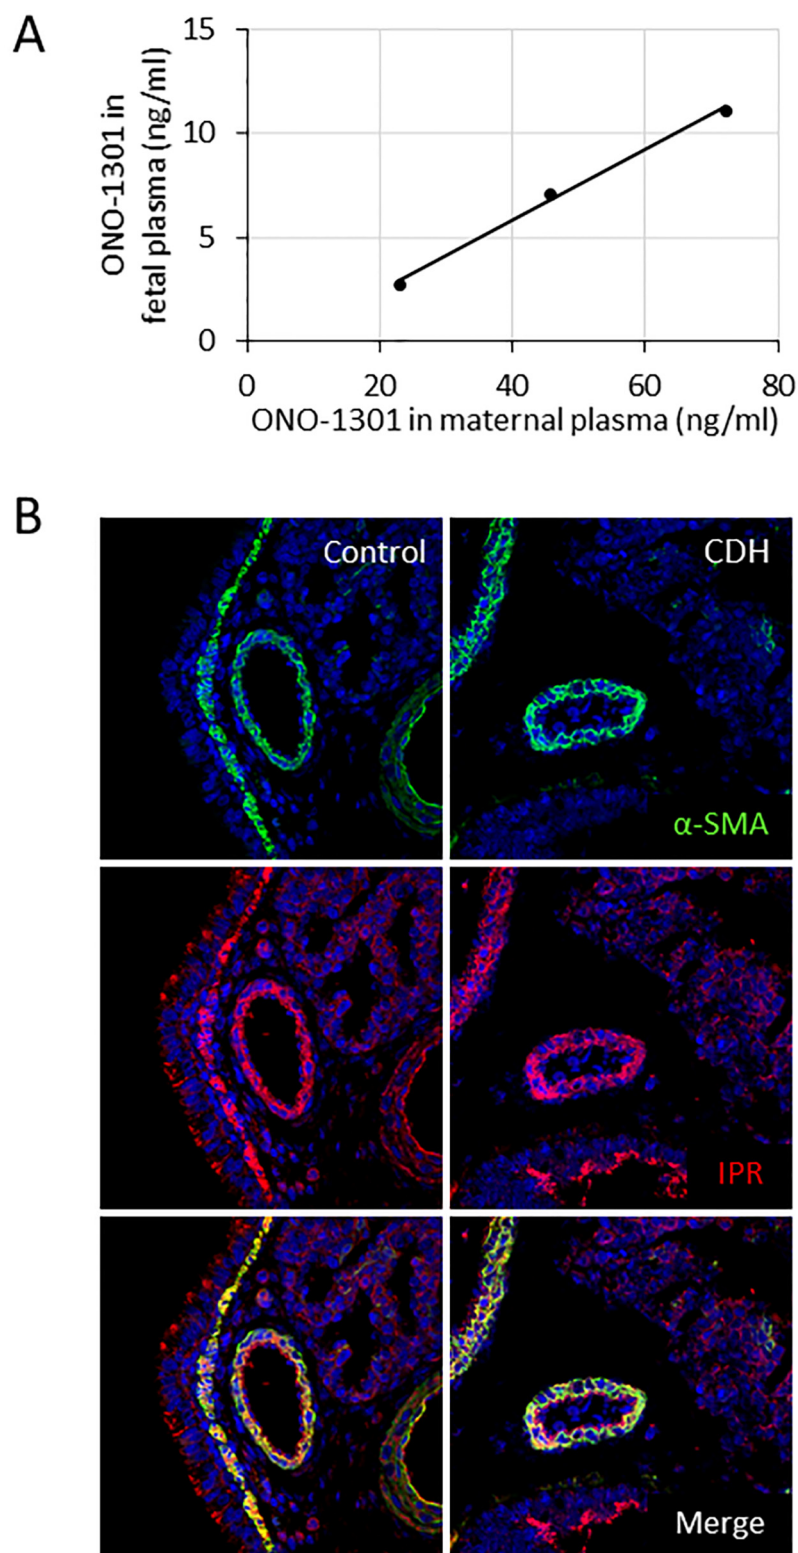 A
ONO-1301 in
fetal plasma (ng/ml)
15
10
5
0
0 20 40 60 80
ONO-1301 in maternal plasma (ng/ml)
B
Control
CDH
α-SMA
IPR
Merge